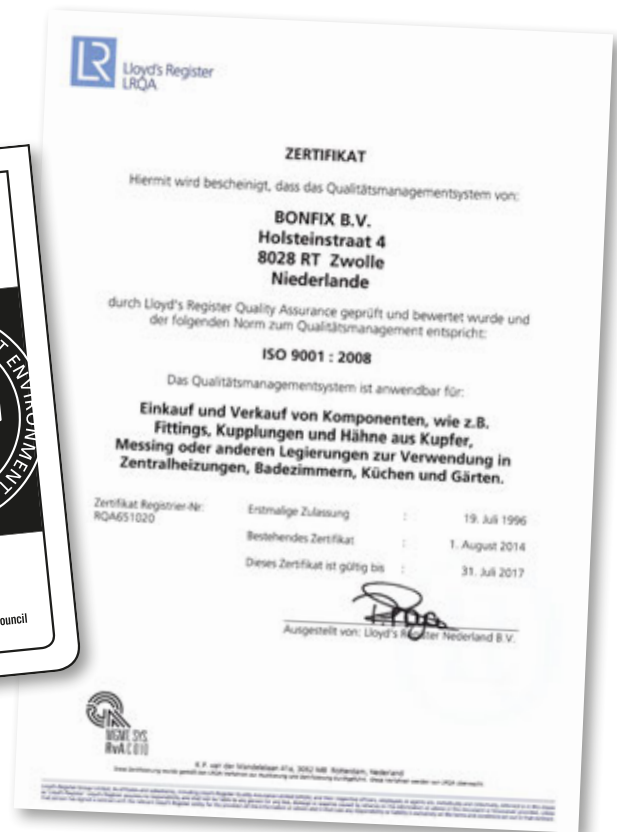 Lloyd's Register
LRQA
ZERTIFIKAT
Hiermit wird bescheinigt, dass das Qualitätsmanagementsystem von:
BONFIX B.V.
Holsteinstraat 4
8028 RT Zwolle
Niederlande
durch Lloyd's Register Quality Assurance geprüft und bewertet wurde und
der folgenden Norm zum Qualitätsmanagement entspricht:
ISO 9001 : 2008
Das Qualitätsmanagementsystem ist anwendbar für:
Einkauf und Verkauf von Komponenten, wie z.B.
Fittings, Kupplungen und Hähne aus Kupfer,
Messing oder anderen Legierungen zur Verwendung in
Zentralheizungen, Badezimmern, Küchen und Gärten.
Zertifikat Registrier-Nr:
RQA651020
Erstmalige Zulassung : 19. Juli 1996
Bestehendes Zertifikat : 1. August 2014
Dieses Zertifikat ist gültig bis : 31. Juli 2017
Ausgestellt von: Lloyd's Register Nederland B.V.
MGMT. SYS.
RvA C 010
ENVIRONMENT
ouncil